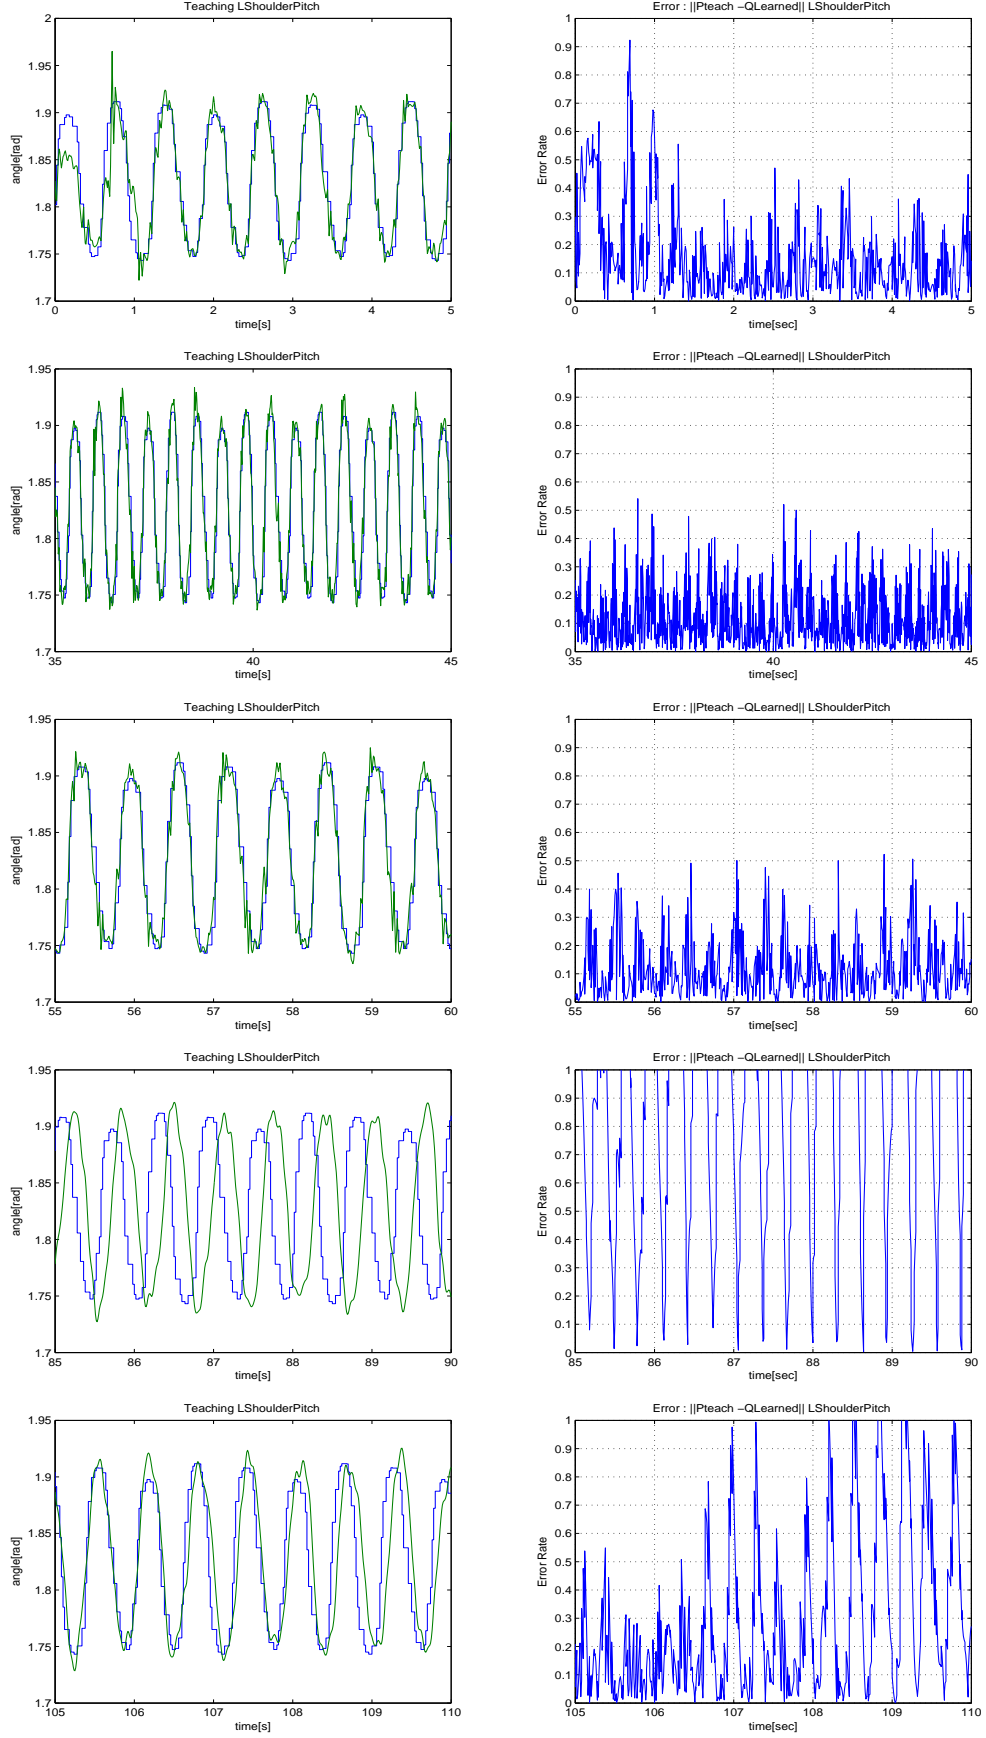 Teaching LShoulderPitch
2
1.95
1.9
1.85
1.8
1.75
1.7
angle[rad]
0 1 2 3 4 5
time[s]
Error : ||Pteach −QLearned|| LShoulderPitch
1
0.9
0.8
0.7
0.6
0.5
0.4
0.3
0.2
0.1
0
Error Rate
0 1 2 3 4 5
time[sec]
Teaching LShoulderPitch
1.95
1.9
1.85
1.8
1.75
1.7
angle[rad]
35 40 45
time[s]
Error : ||Pteach −QLearned|| LShoulderPitch
1
0.9
0.8
0.7
0.6
0.5
0.4
0.3
0.2
0.1
0
Error Rate
35 40 45
time[sec]
Teaching LShoulderPitch
1.95
1.9
1.85
1.8
1.75
1.7
angle[rad]
55 56 57 58 59 60
time[s]
Error : ||Pteach −QLearned|| LShoulderPitch
1
0.9
0.8
0.7
0.6
0.5
0.4
0.3
0.2
0.1
0
Error Rate
55 56 57 58 59 60
time[sec]
Teaching LShoulderPitch
1.95
1.9
1.85
1.8
1.75
1.7
angle[rad]
85 86 87 88 89 90
time[s]
Error : ||Pteach −QLearned|| LShoulderPitch
1
0.9
0.8
0.7
0.6
0.5
0.4
0.3
0.2
0.1
0
Error Rate
85 86 87 88 89 90
time[sec]
Teaching LShoulderPitch
1.95
1.9
1.85
1.8
1.75
1.7
angle[rad]
105 106 107 108 109 110
time[s]
Error : ||Pteach −QLearned|| LShoulderPitch
1
0.9
0.8
0.7
0.6
0.5
0.4
0.3
0.2
0.1
0
Error Rate
105 106 107 108 109 110
time[sec]